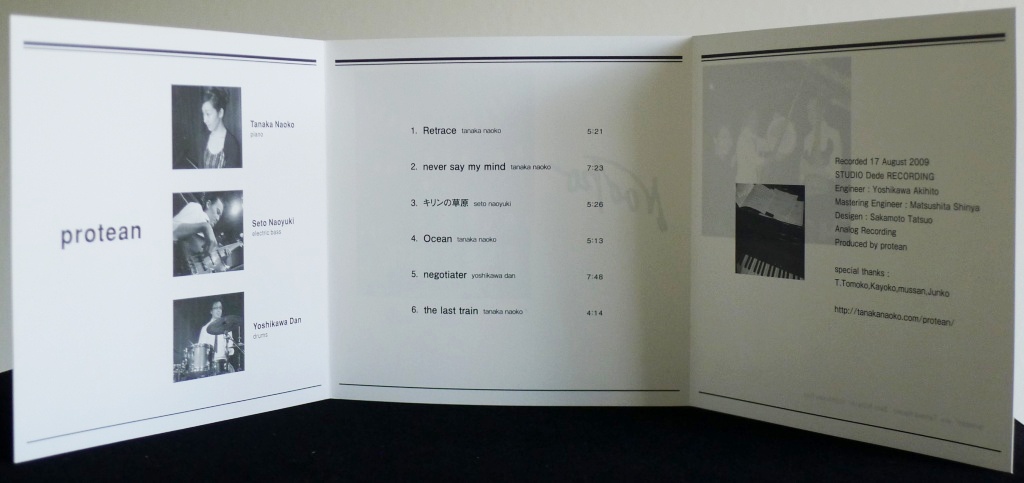 protean
Tanaka Naoko
piano
Seto Naoyuki
electric bass
Yoshikawa Dan
drums
1. Retrace tanaka naoko 5:21
2. never say my mind tanaka naoko 7:23
3. キリンの草原 seto naoyuki 5:26
4. Ocean tanaka naoko 5:13
5. negotiater yoshikawa dan 7:48
6. the last train tanaka naoko 4:14
Recorded 17 August 2009
STUDIO Dede RECORDING
Engineer : Yoshikawa Akihito
Mastering Engineer : Matsushita Shinya
Desigen : Sakamoto Tatsuo
Analog Recording
Produced by protean
special thanks :
T.Tomoko,Kayoko,mussan,Junko
http://tanakanaoko.com/protean/